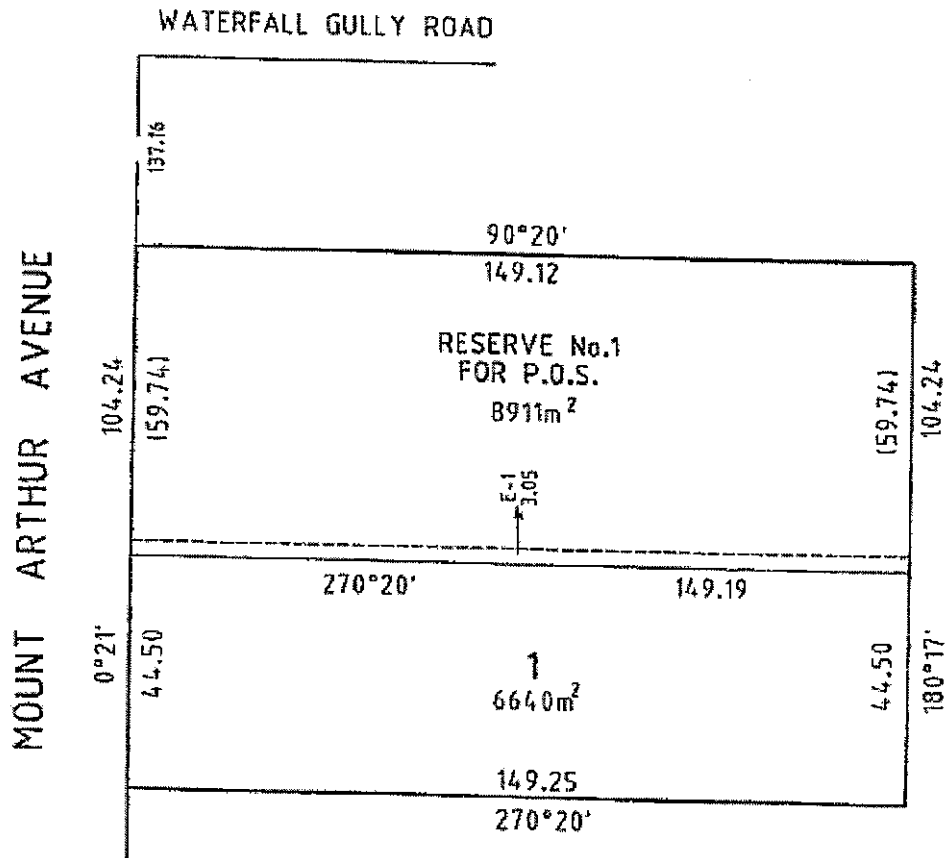 WATERFALL GULLY ROAD
137.16
MOUNT ARTHUR AVENUE
90°20'
149.12
RESERVE No.1
FOR P.O.S.
8911m²
104.24
(59.74)
(59.74)
104.24
E-1
3.05
270°20'
149.19
0°21'
44.50
1
6640m²
44.50
180°17'
149.25
270°20'